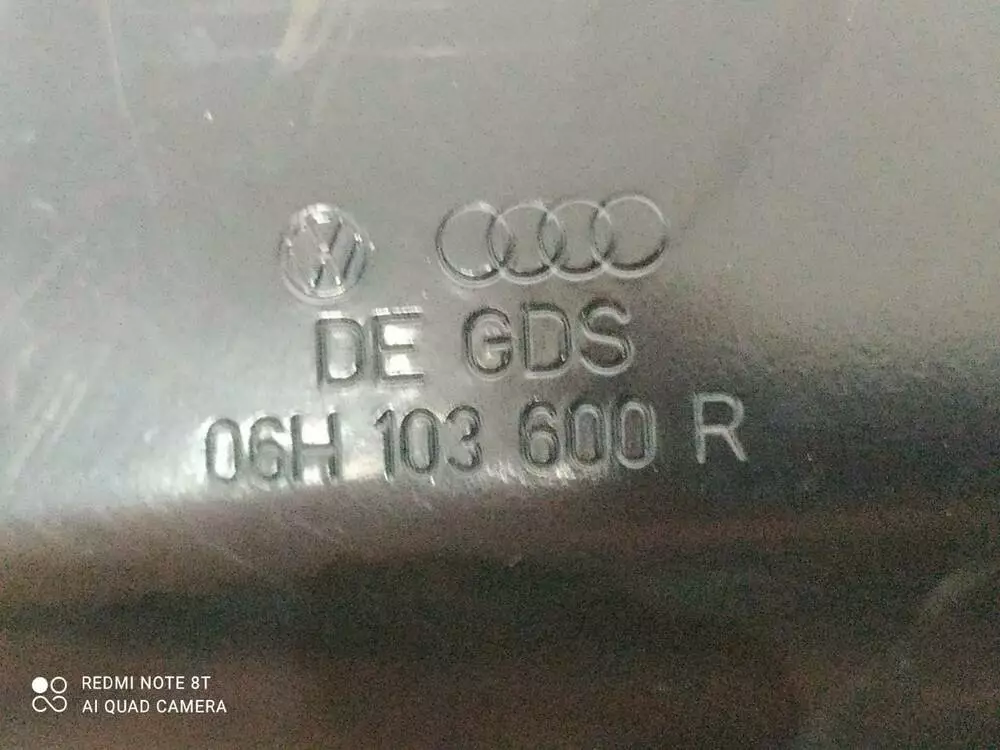 DE GDS
06H 103 600 R
REDMI NOTE 8T
AI QUAD CAMERA